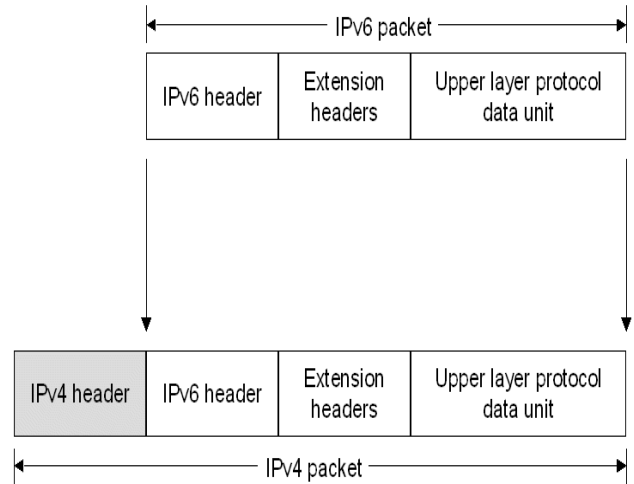 IPv6 packet
IPv6 header
Extension
headers
Upper layer protocol
data unit
IPv4 header
IPv6 header
Extension
headers
Upper layer protocol
data unit
IPv4 packet